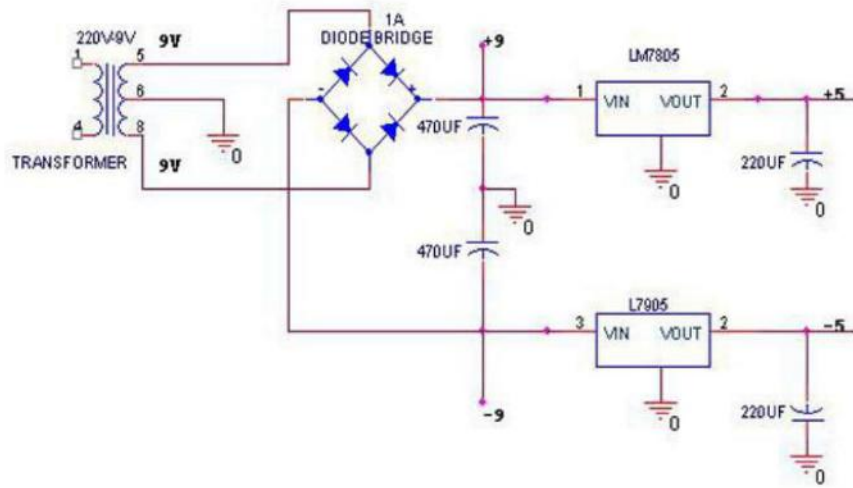 220V-9V
9V
1A
DIODE BRIDGE
+9
LM7805
1
5
6
4
8
-
+
470UF
1
VIN
VOUT
2
+5
0
0
220UF
0
0
TRANSFORMER
9V
0
470UF
L7905
3
VIN
VOUT
2
-5
-9
0
220UF
0